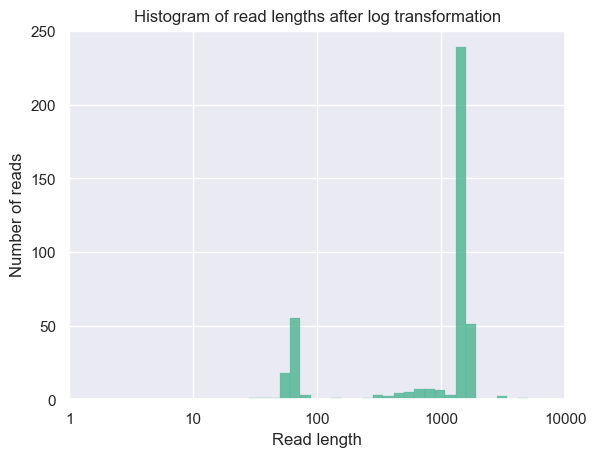 Histogram of read lengths after log transformation
250
200
150
100
50
0
Number of reads
1 10 100 1000 10000
Read length